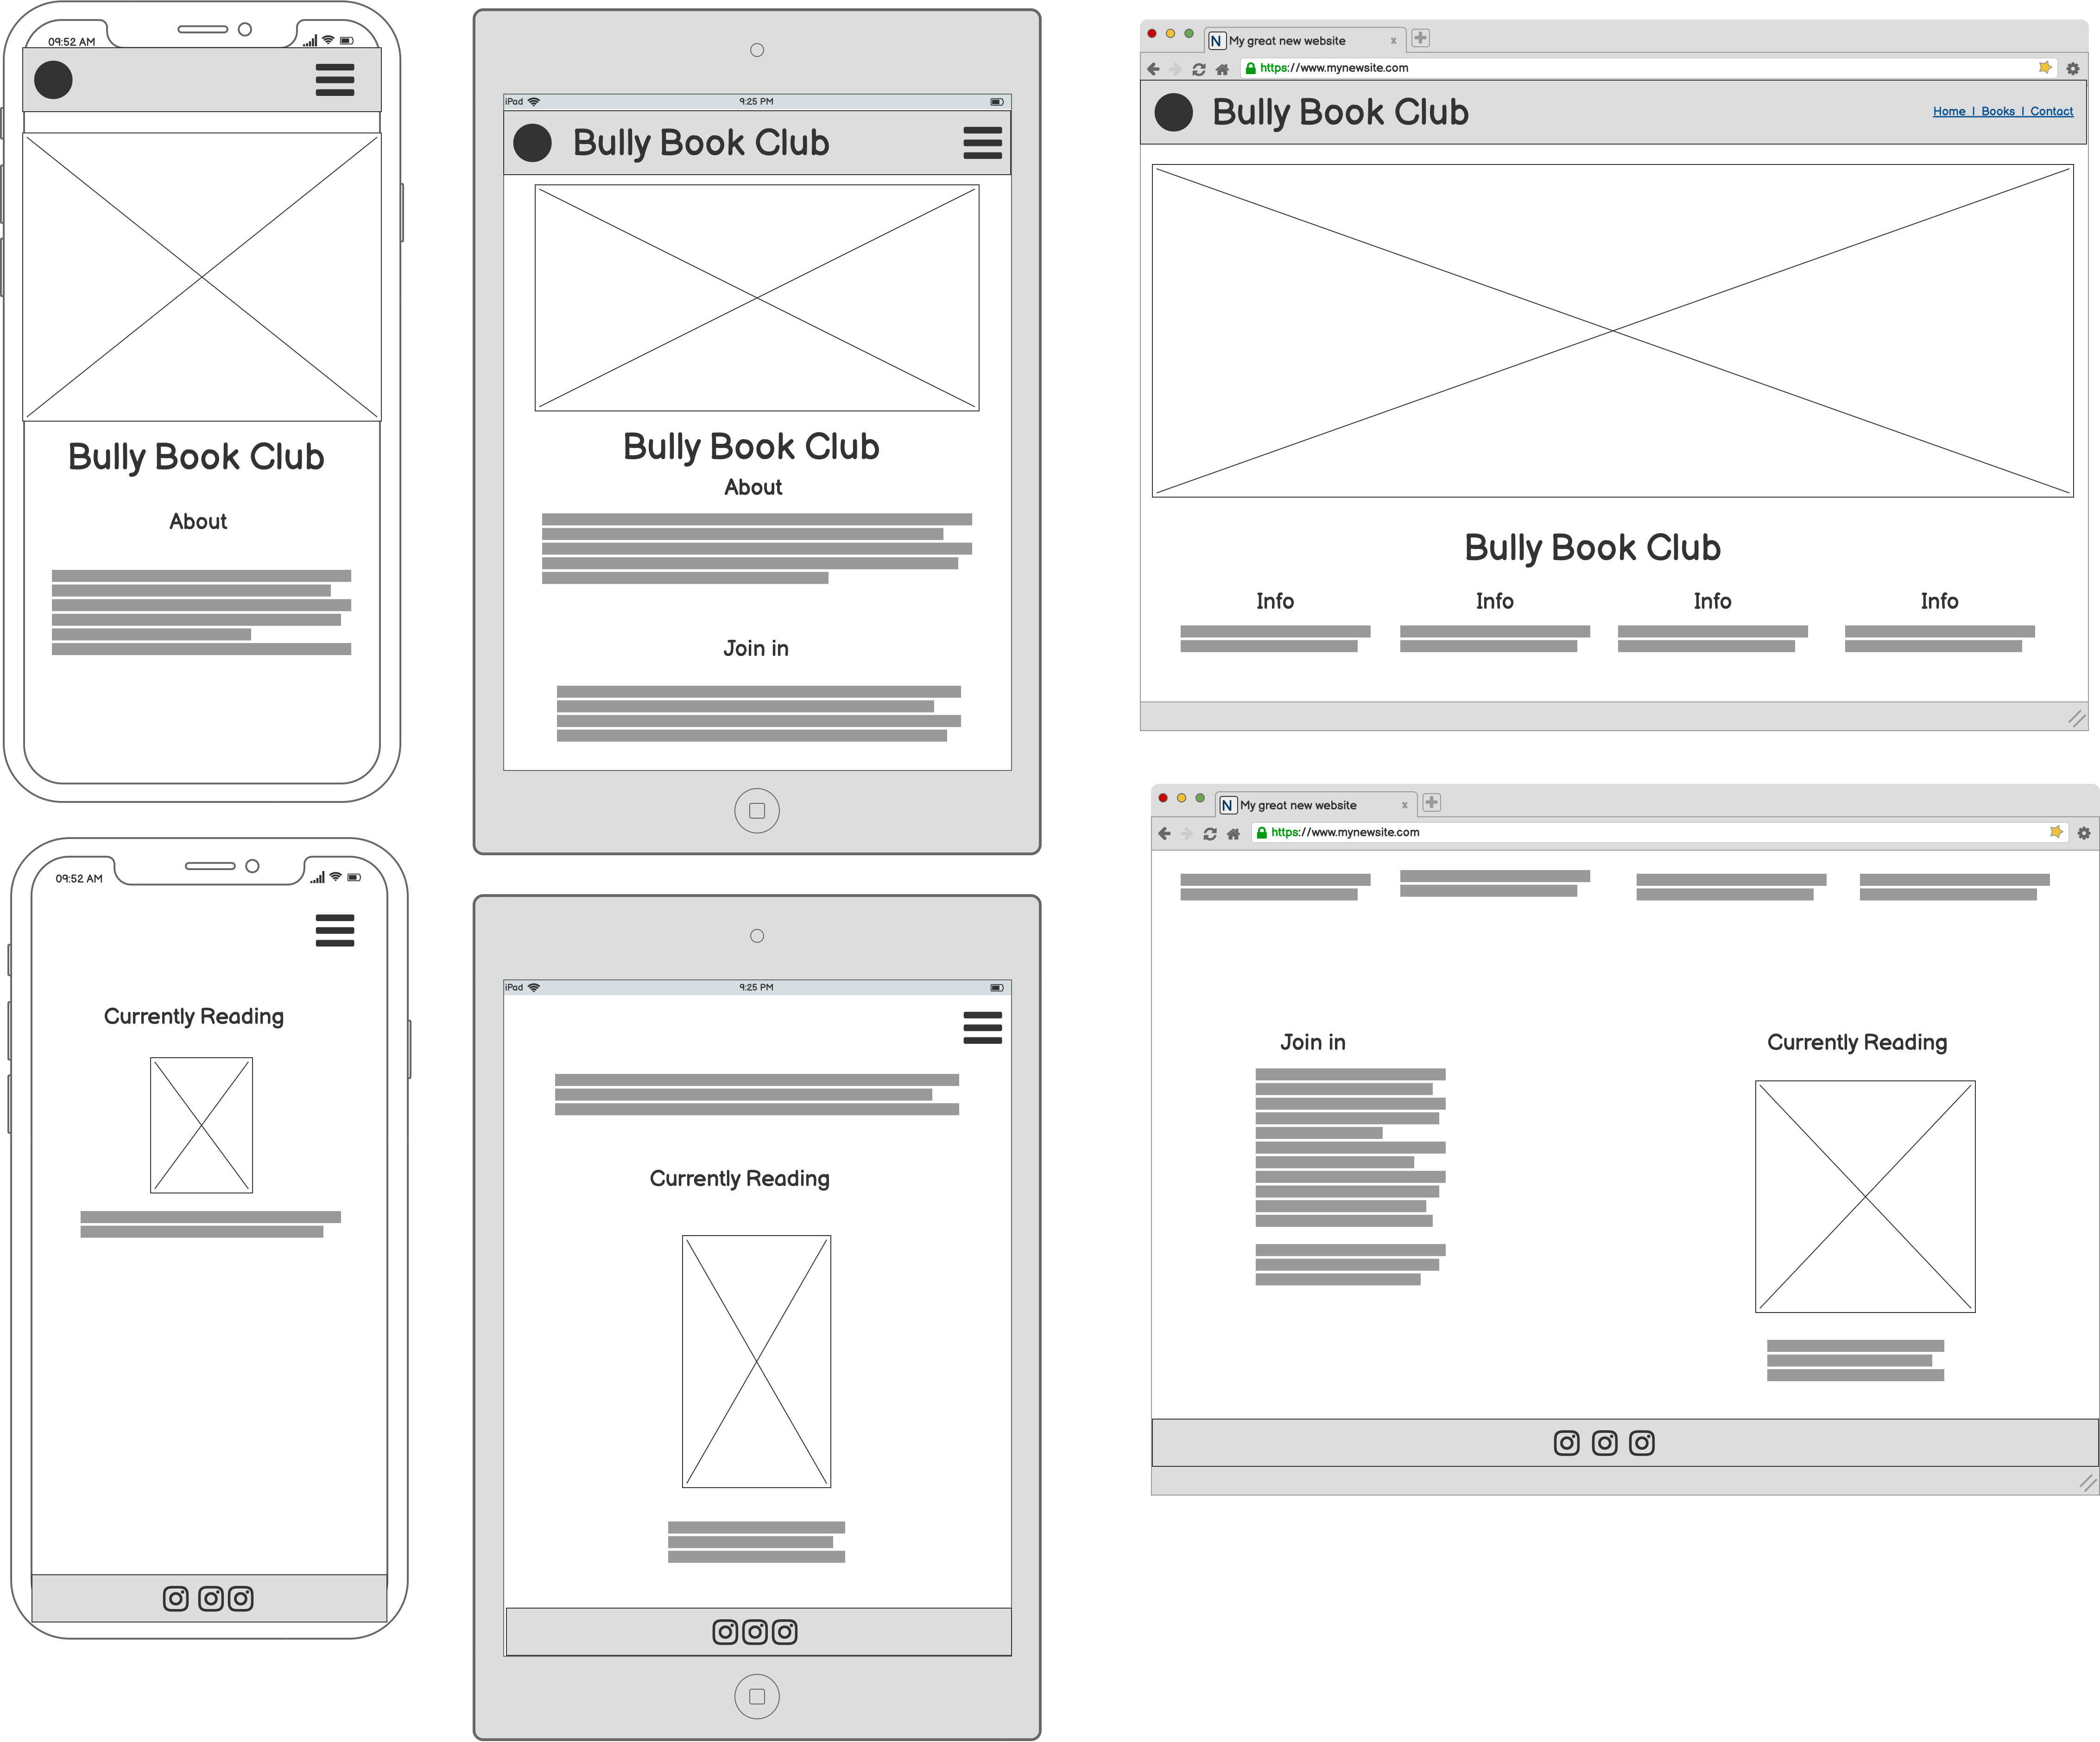 09:52 AM
Bully Book Club
About
09:52 AM
Currently Reading
iPad 9:25 PM
Bully Book Club
Bully Book Club
About
Join in
iPad 9:25 PM
Currently Reading
N My great new website x
https://www.mynewsite.com
Bully Book Club
Home | Books | Contact
Bully Book Club
Info Info Info Info
N My great new website x
https://www.mynewsite.com
Join in Currently Reading